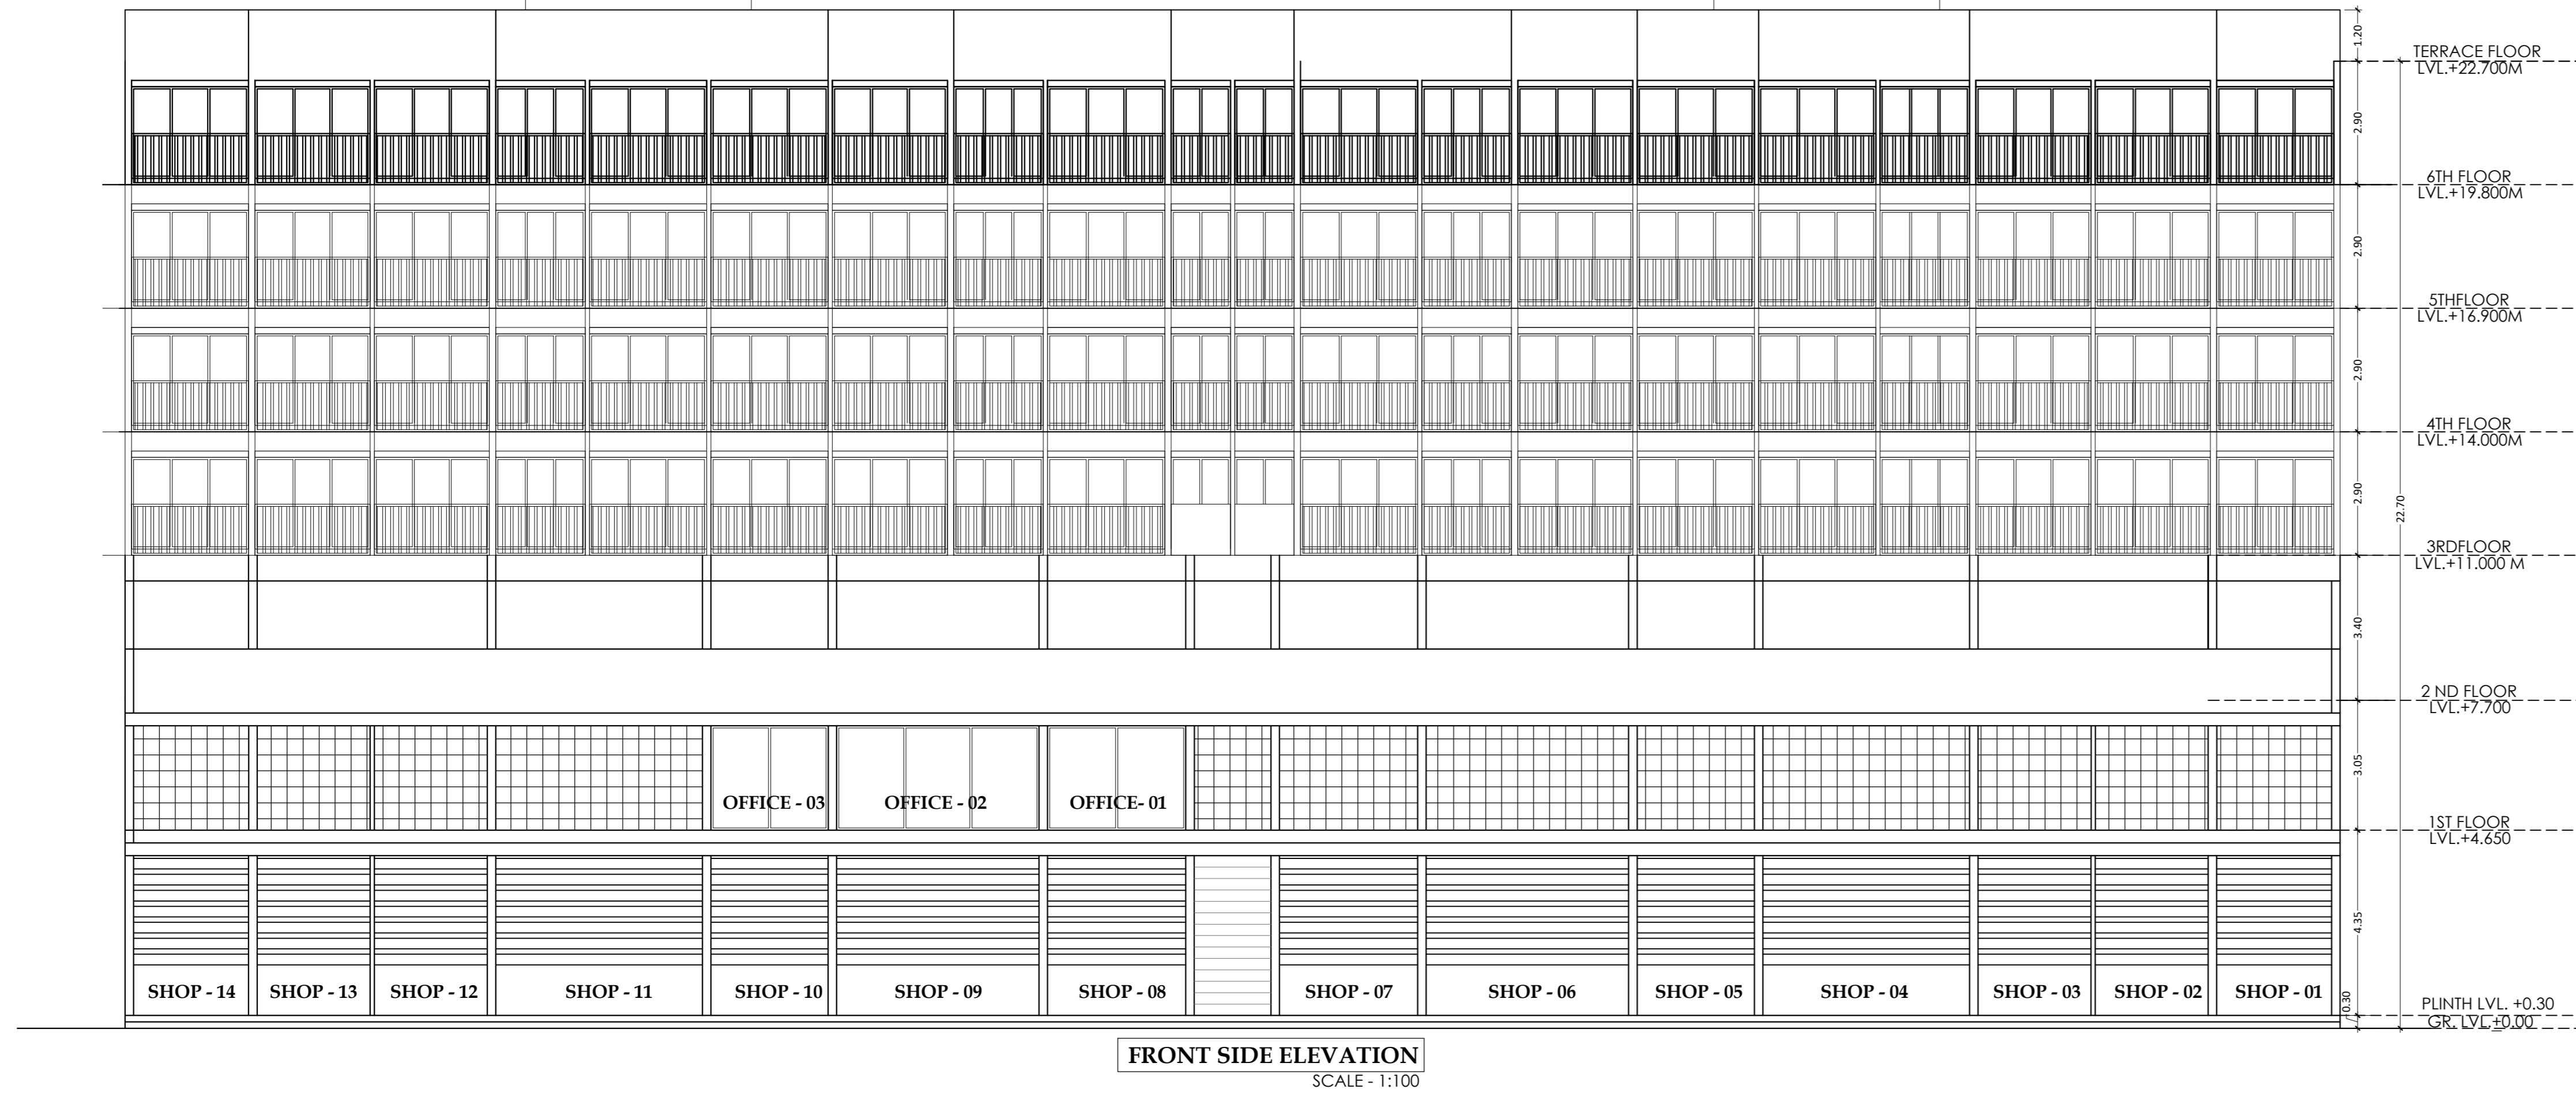 1.20
TERRACE FLOOR
LVL.+22.700M
2.90
6TH FLOOR
LVL.+19.800M
2.90
5THFLOOR
LVL.+16.900M
2.90
4TH FLOOR
LVL.+14.000M
2.90
22.70
3RDFLOOR
LVL.+11.000 M
3.40
2 ND FLOOR
LVL.+7.700
3.05
OFFICE - 03
OFFICE - 02
OFFICE- 01
1ST FLOOR
LVL.+4.650
4.35
SHOP - 14
SHOP - 13
SHOP - 12
SHOP - 11
SHOP - 10
SHOP - 09
SHOP - 08
SHOP - 07
SHOP - 06
SHOP - 05
SHOP - 04
SHOP - 03
SHOP - 02
SHOP - 01
0.30
PLINTH LVL. +0.30
GR. LVL.+0.00
FRONT SIDE ELEVATION
SCALE - 1:100